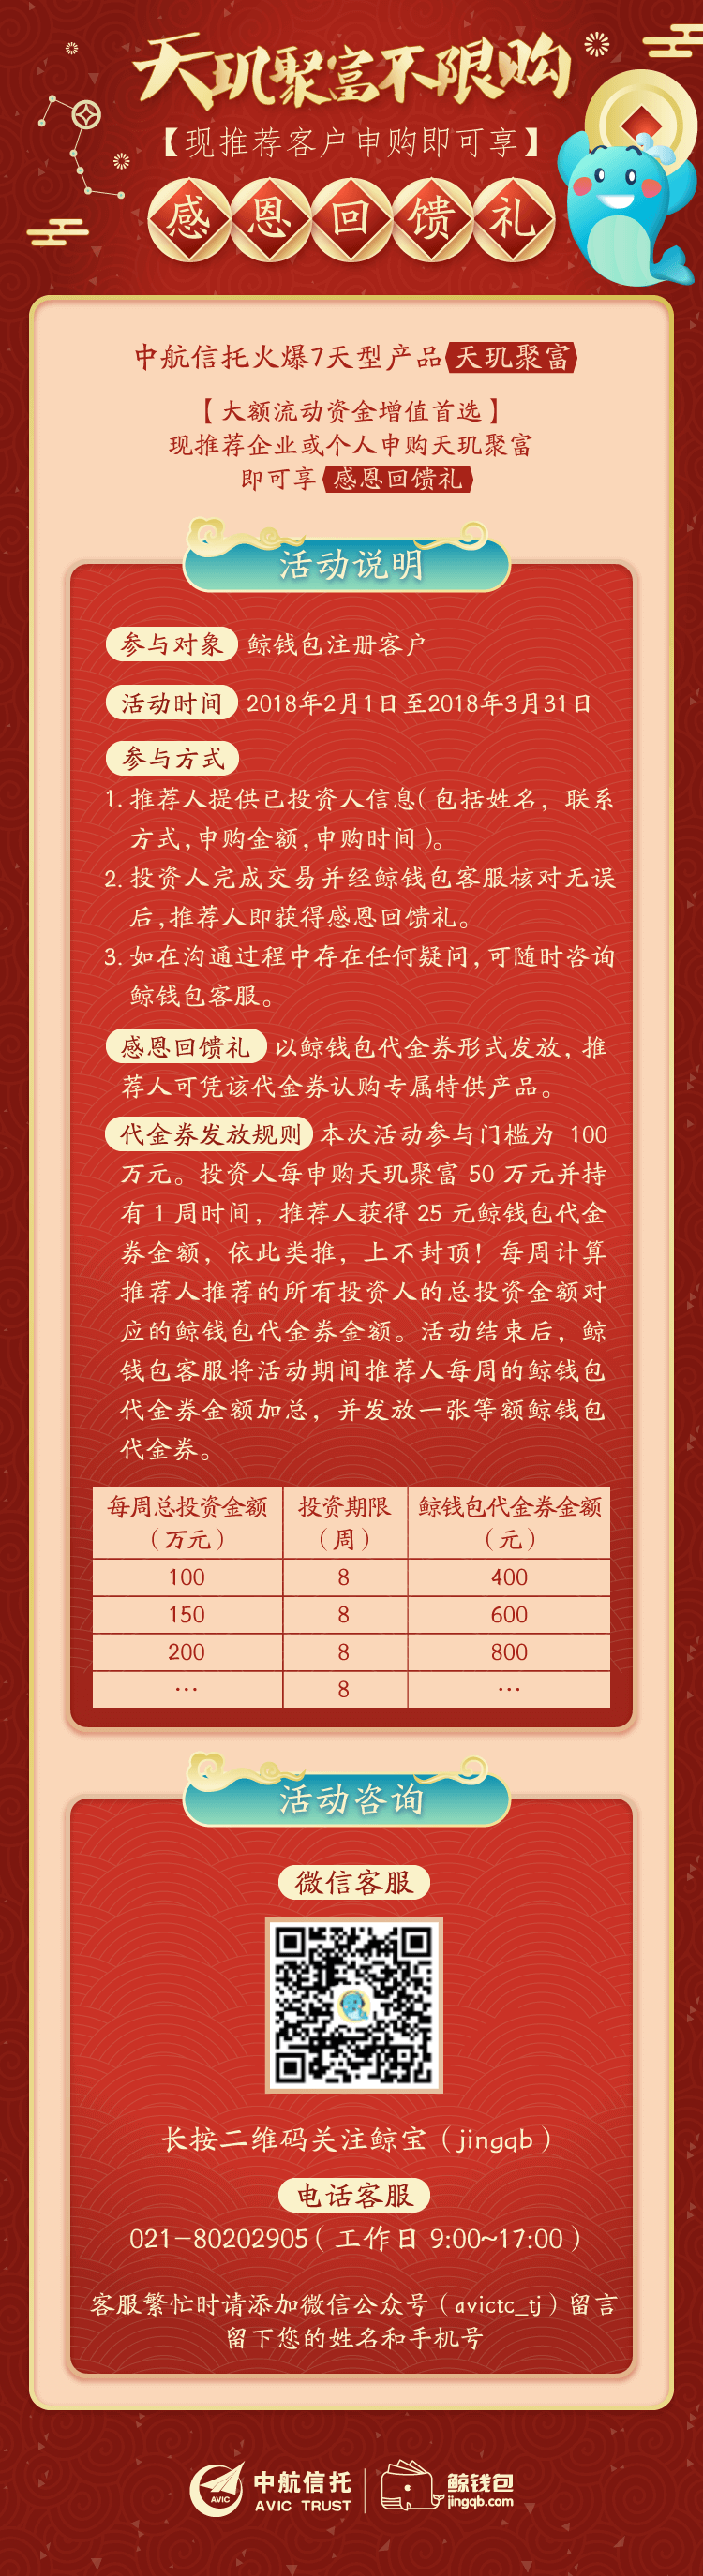 天玑聚富不限购
【现推荐客户申购即可享】
感恩回馈礼
中航信托火爆7天型产品 天玑聚富
【大额流动资金增值首选】
现推荐企业或个人申购天玑聚富
即可享 感恩回馈礼
活动说明
参与对象 鲸钱包注册客户
活动时间 2018年2月1日至2018年3月31日
参与方式
1. 推荐人提供已投资人信息(包括姓名，联系
方式,申购金额,申购时间)。
2. 投资人完成交易并经鲸钱包客服核对无误
后,推荐人即获得感恩回馈礼。
3. 如在沟通过程中存在任何疑问,可随时咨询
鲸钱包客服。
感恩回馈礼 以鲸钱包代金券形式发放，推
荐人可凭该代金券认购专属特供产品。
代金券发放规则 本次活动参与门槛为 100
万元。投资人每申购天玑聚富 50 万元并持
有 1 周时间，推荐人获得 25 元鲸钱包代金
券金额，依此类推，上不封顶！每周计算
推荐人推荐的所有投资人的总投资金额对
应的鲸钱包代金券金额。活动结束后，鲸
钱包客服将活动期间推荐人每周的鲸钱包
代金券金额加总，并发放一张等额鲸钱包
代金券。
每周总投资金额 投资期限 鲸钱包代金券金额
（万元） （周） （元）
100 8 400
150 8 600
200 8 800
… 8 …
活动咨询
微信客服
长按二维码关注鲸宝（jingqb）
电话客服
021-80202905（工作日 9:00~17:00）
客服繁忙时请添加微信公众号（avictc_tj）留言
留下您的姓名和手机号
AVIC 中航信托 鲸钱包
AVIC TRUST jingqb.com